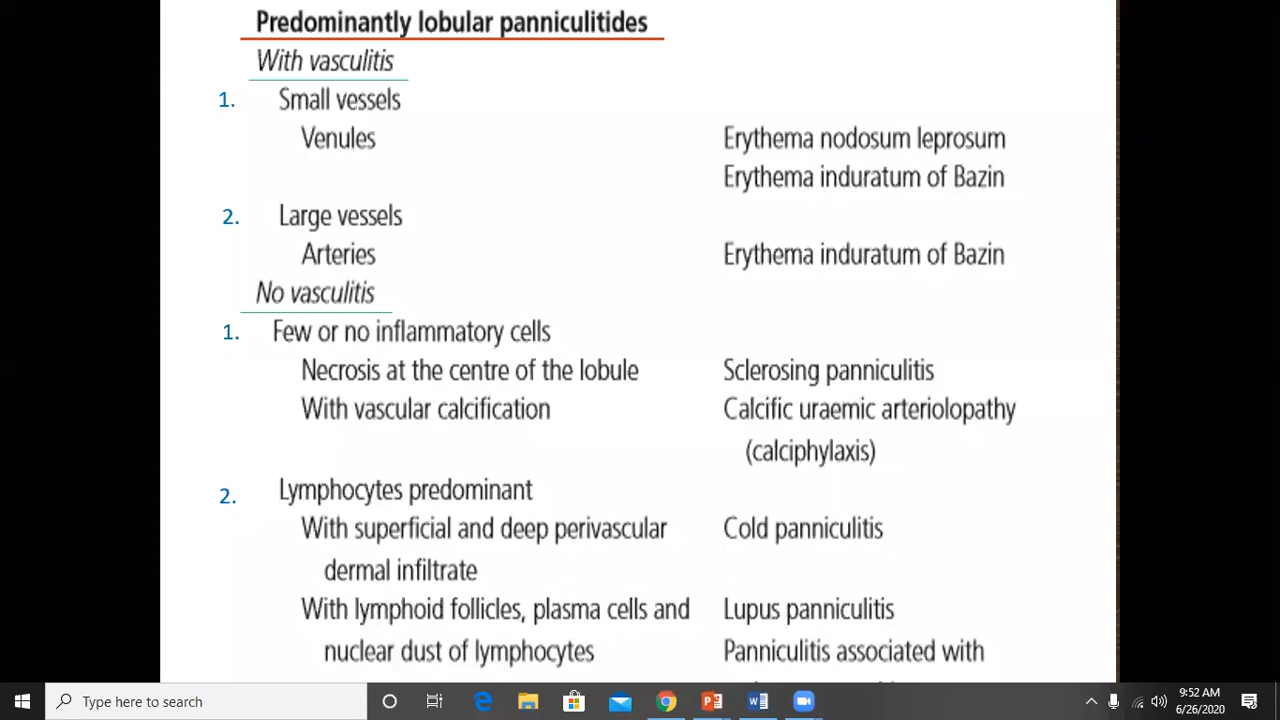 Predominantly lobular panniculitides
With vasculitis
1. Small vessels
Venules Erythema nodosum leprosum
Erythema induratum of Bazin
2. Large vessels
Arteries Erythema induratum of Bazin
No vasculitis
1. Few or no inflammatory cells
Necrosis at the centre of the lobule Sclerosing panniculitis
With vascular calcification Calcific uraemic arteriolopathy
(calciphylaxis)
2. Lymphocytes predominant
With superficial and deep perivascular Cold panniculitis
dermal infiltrate
With lymphoid follicles, plasma cells and Lupus panniculitis
nuclear dust of lymphocytes Panniculitis associated with
Type here to search
9:52 AM
6/26/2020